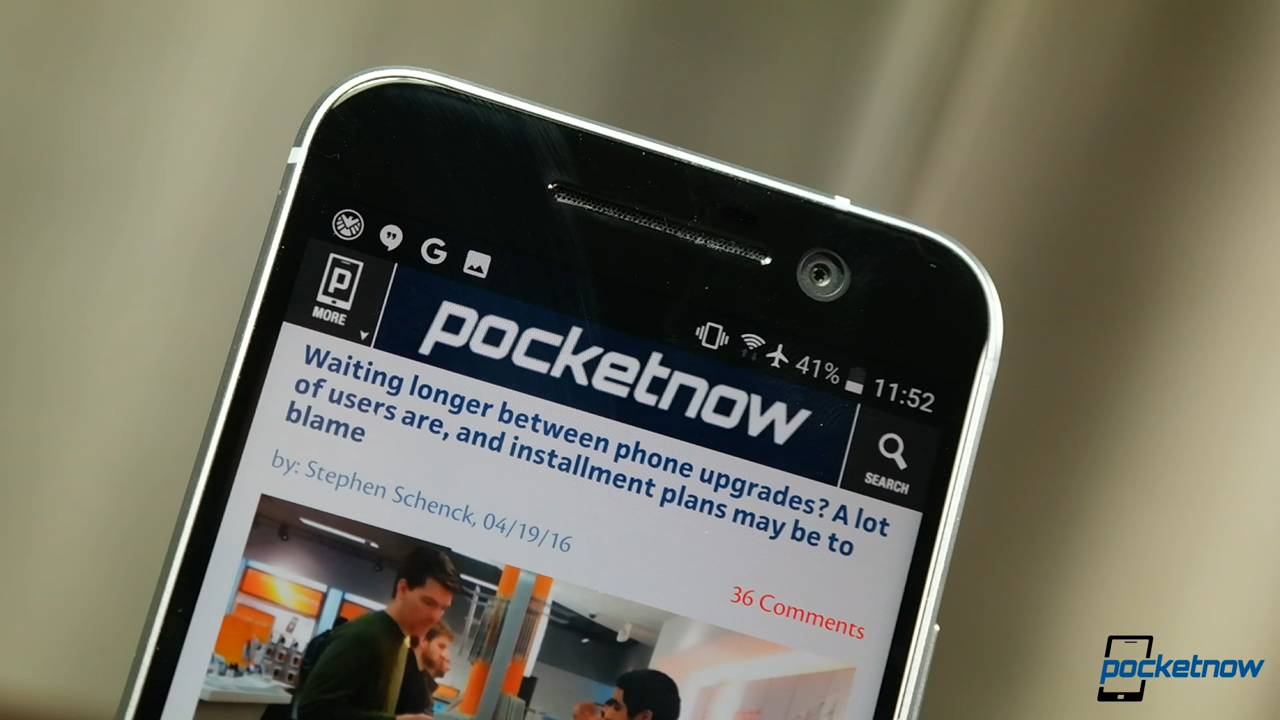 G
41% 11:52
P
MORE
pocketnow
SEARCH
Waiting longer between phone upgrades? A lot
of users are, and installment plans may be to
blame
by: Stephen Schenck, 04/19/16
36 Comments
pocketnow